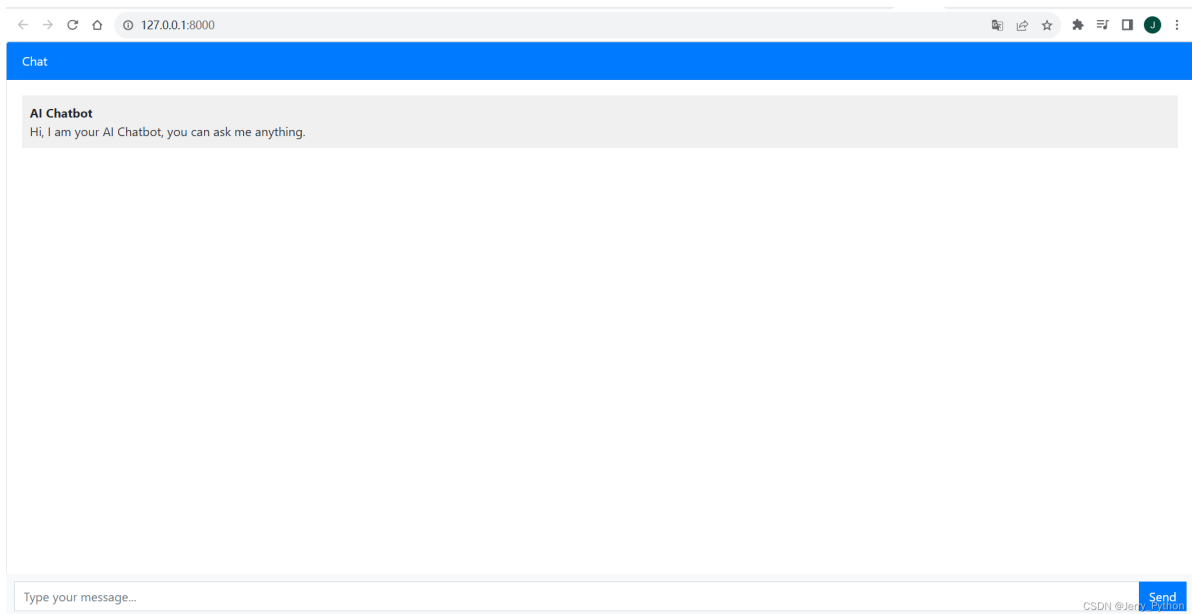 127.0.0.1:8000
J
Chat
AI Chatbot
Hi, I am your AI Chatbot, you can ask me anything.
Type your message...
Send
CSDN @Jerry_Python